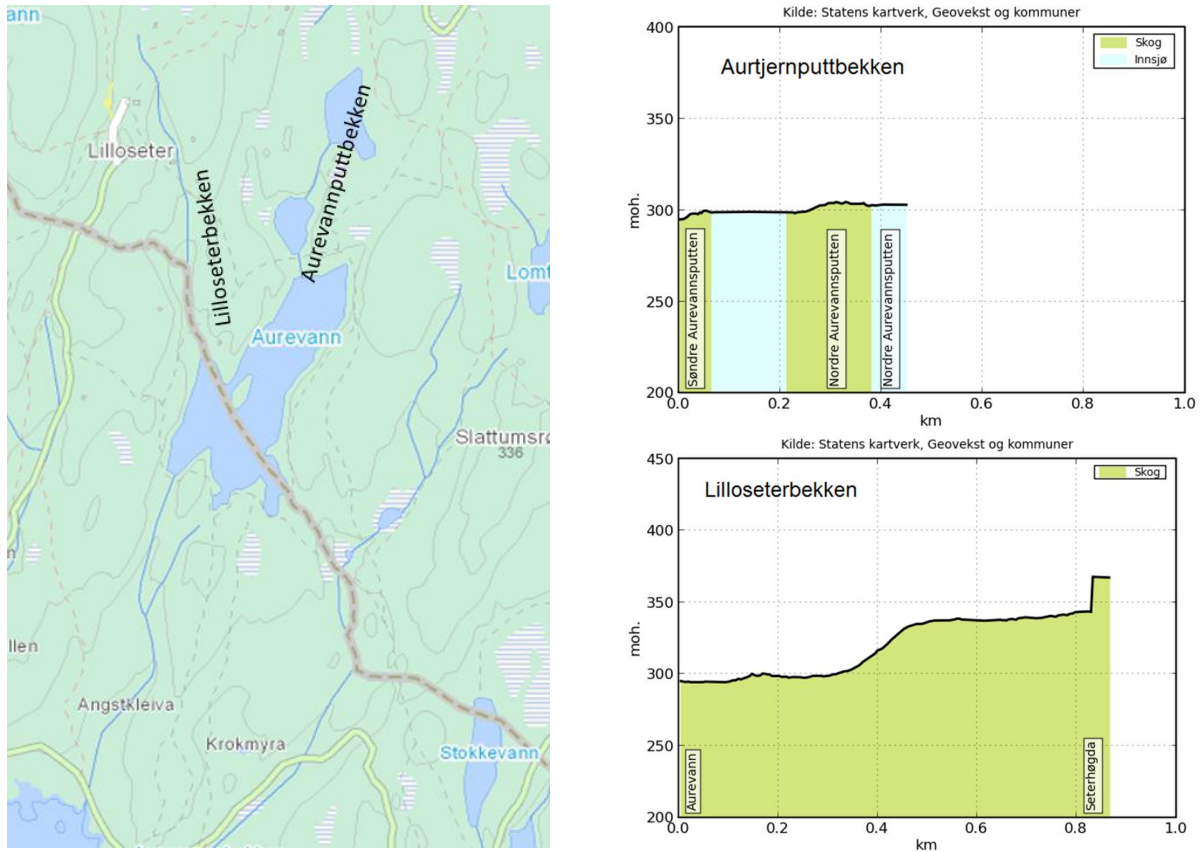 ann
Lilloseter
Lilloseterbekken
Aurevannputtbekken
Aurevann
Lomt
Slattumsrø
336
n
llen
Angstkleiva
Krokmyra
Stokkevann
Kilde: Statens kartverk, Geovekst og kommuner
Aurtjernputtbekken
Skog
Innsjø
moh.
400
350
300
250
200
Søndre Aurevannsputten
Nordre Aurevannsputten
Nordre Aurevannsputten
0.0 0.2 0.4 0.6 0.8 1.0
km
Kilde: Statens kartverk, Geovekst og kommuner
Lilloseterbekken
Skog
moh.
450
400
350
300
250
200
Aurevann
Seterhøgda
0.0 0.2 0.4 0.6 0.8 1.0
km